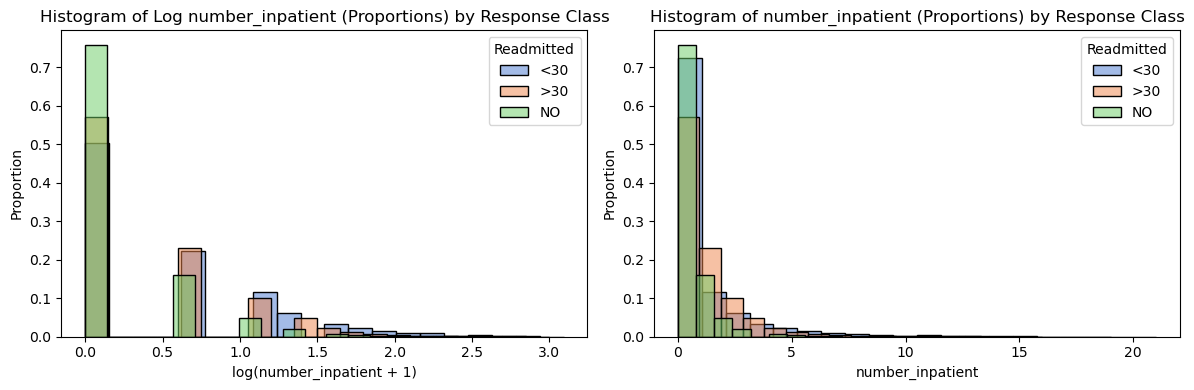 Histogram of Log number_inpatient (Proportions) by Response Class
Readmitted
<30
>30
NO
Proportion
0.7
0.6
0.5
0.4
0.3
0.2
0.1
0.0
0.0 0.5 1.0 1.5 2.0 2.5 3.0
log(number_inpatient + 1)
Histogram of number_inpatient (Proportions) by Response Class
Readmitted
<30
>30
NO
Proportion
0.7
0.6
0.5
0.4
0.3
0.2
0.1
0.0
0 5 10 15 20
number_inpatient